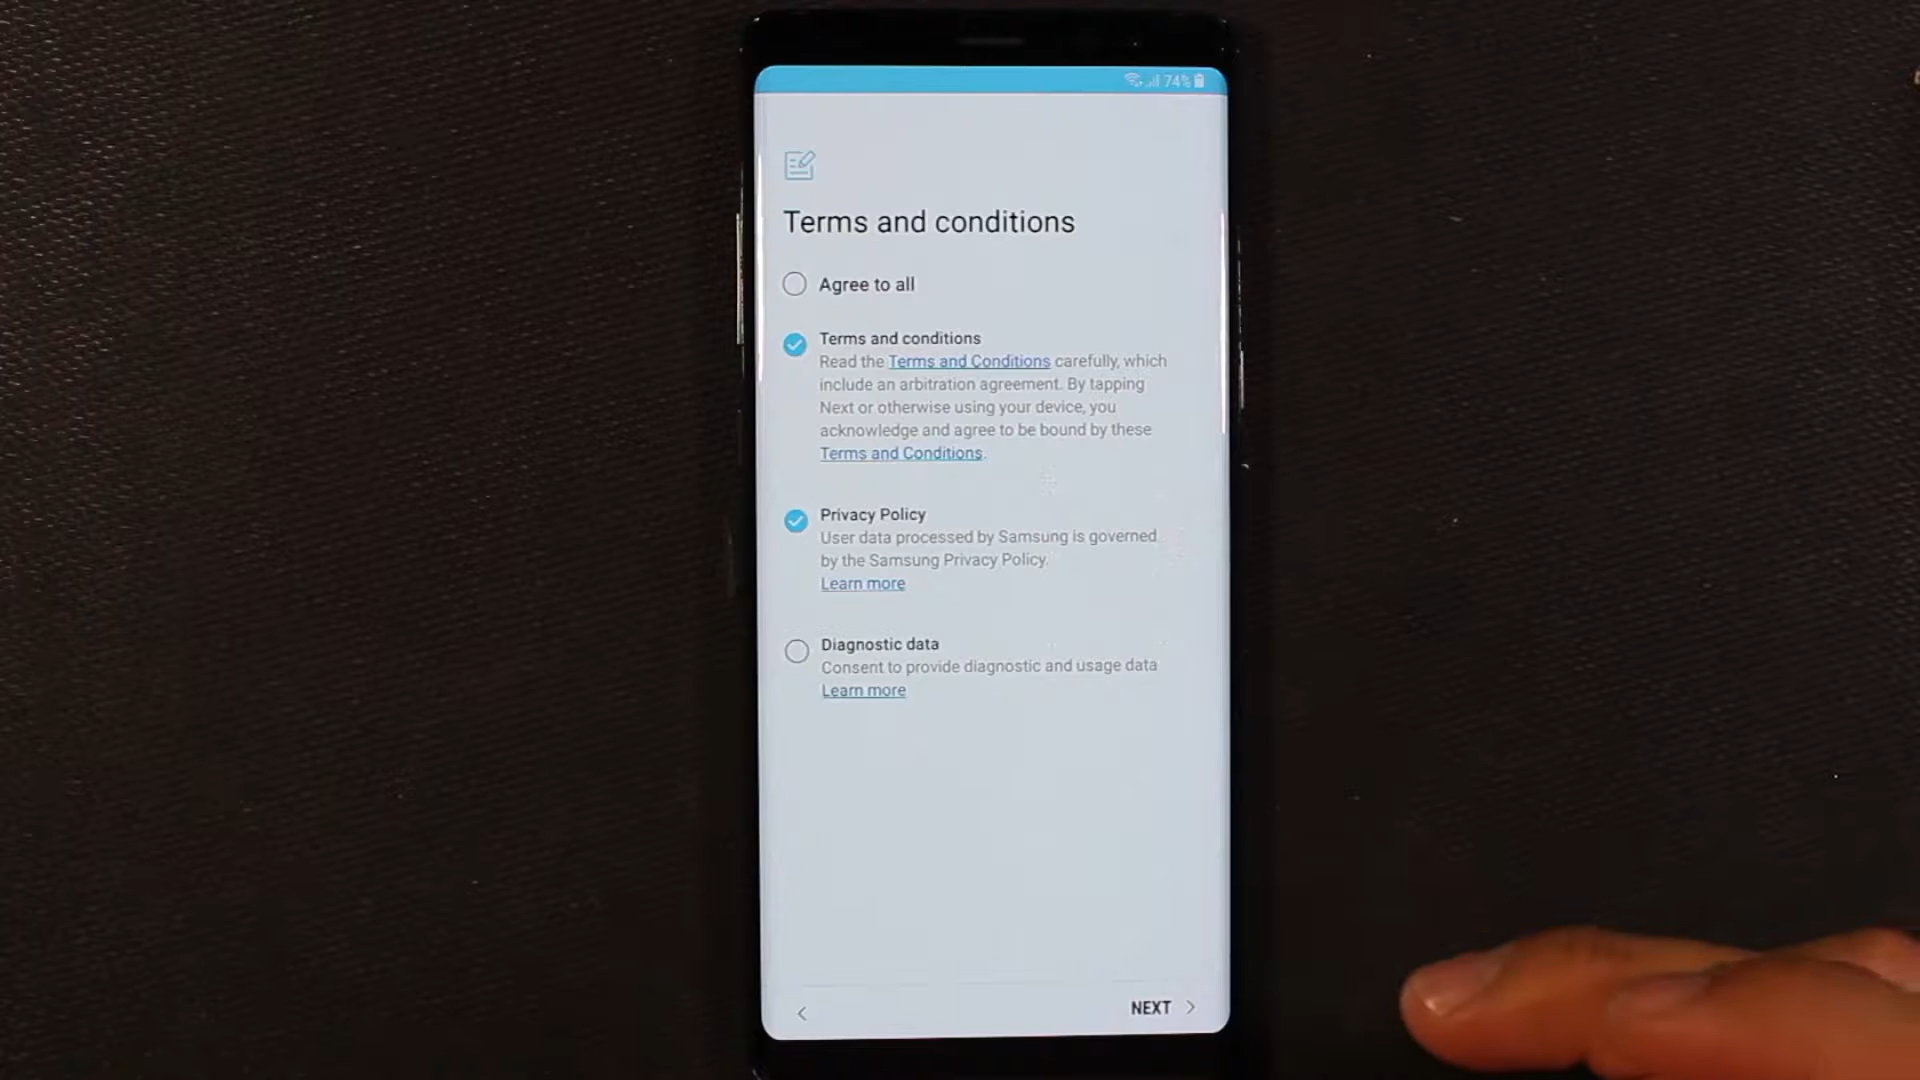 74%
Terms and conditions
Agree to all
Terms and conditions
Read the Terms and Conditions carefully, which
include an arbitration agreement. By tapping
Next or otherwise using your device, you
acknowledge and agree to be bound by these
Terms and Conditions.
Privacy Policy
User data processed by Samsung is governed
by the Samsung Privacy Policy.
Learn more
Diagnostic data
Consent to provide diagnostic and usage data
Learn more
NEXT